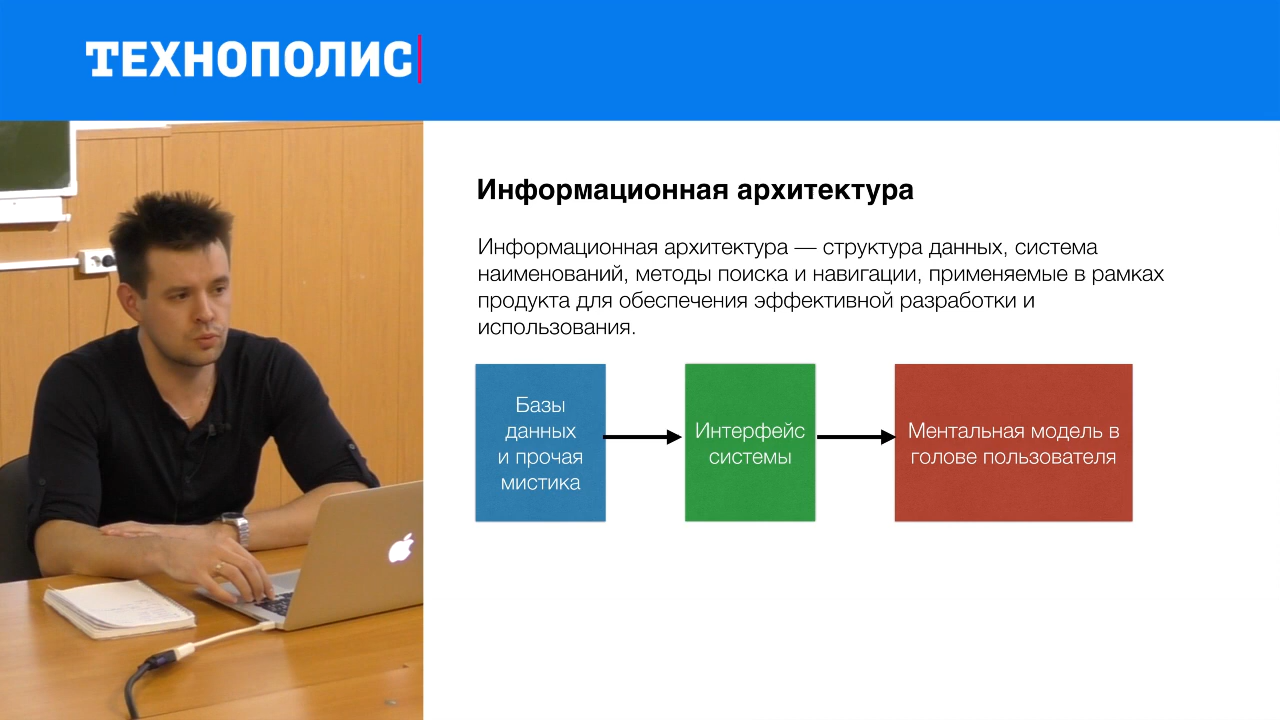 ТЕХНОПОЛИС
Информационная архитектура
Информационная архитектура — структура данных, система
наименований, методы поиска и навигации, применяемые в рамках
продукта для обеспечения эффективной разработки и
использования.
Базы
данных
и прочая
мистика
Интерфейс
системы
Ментальная модель в
голове пользователя